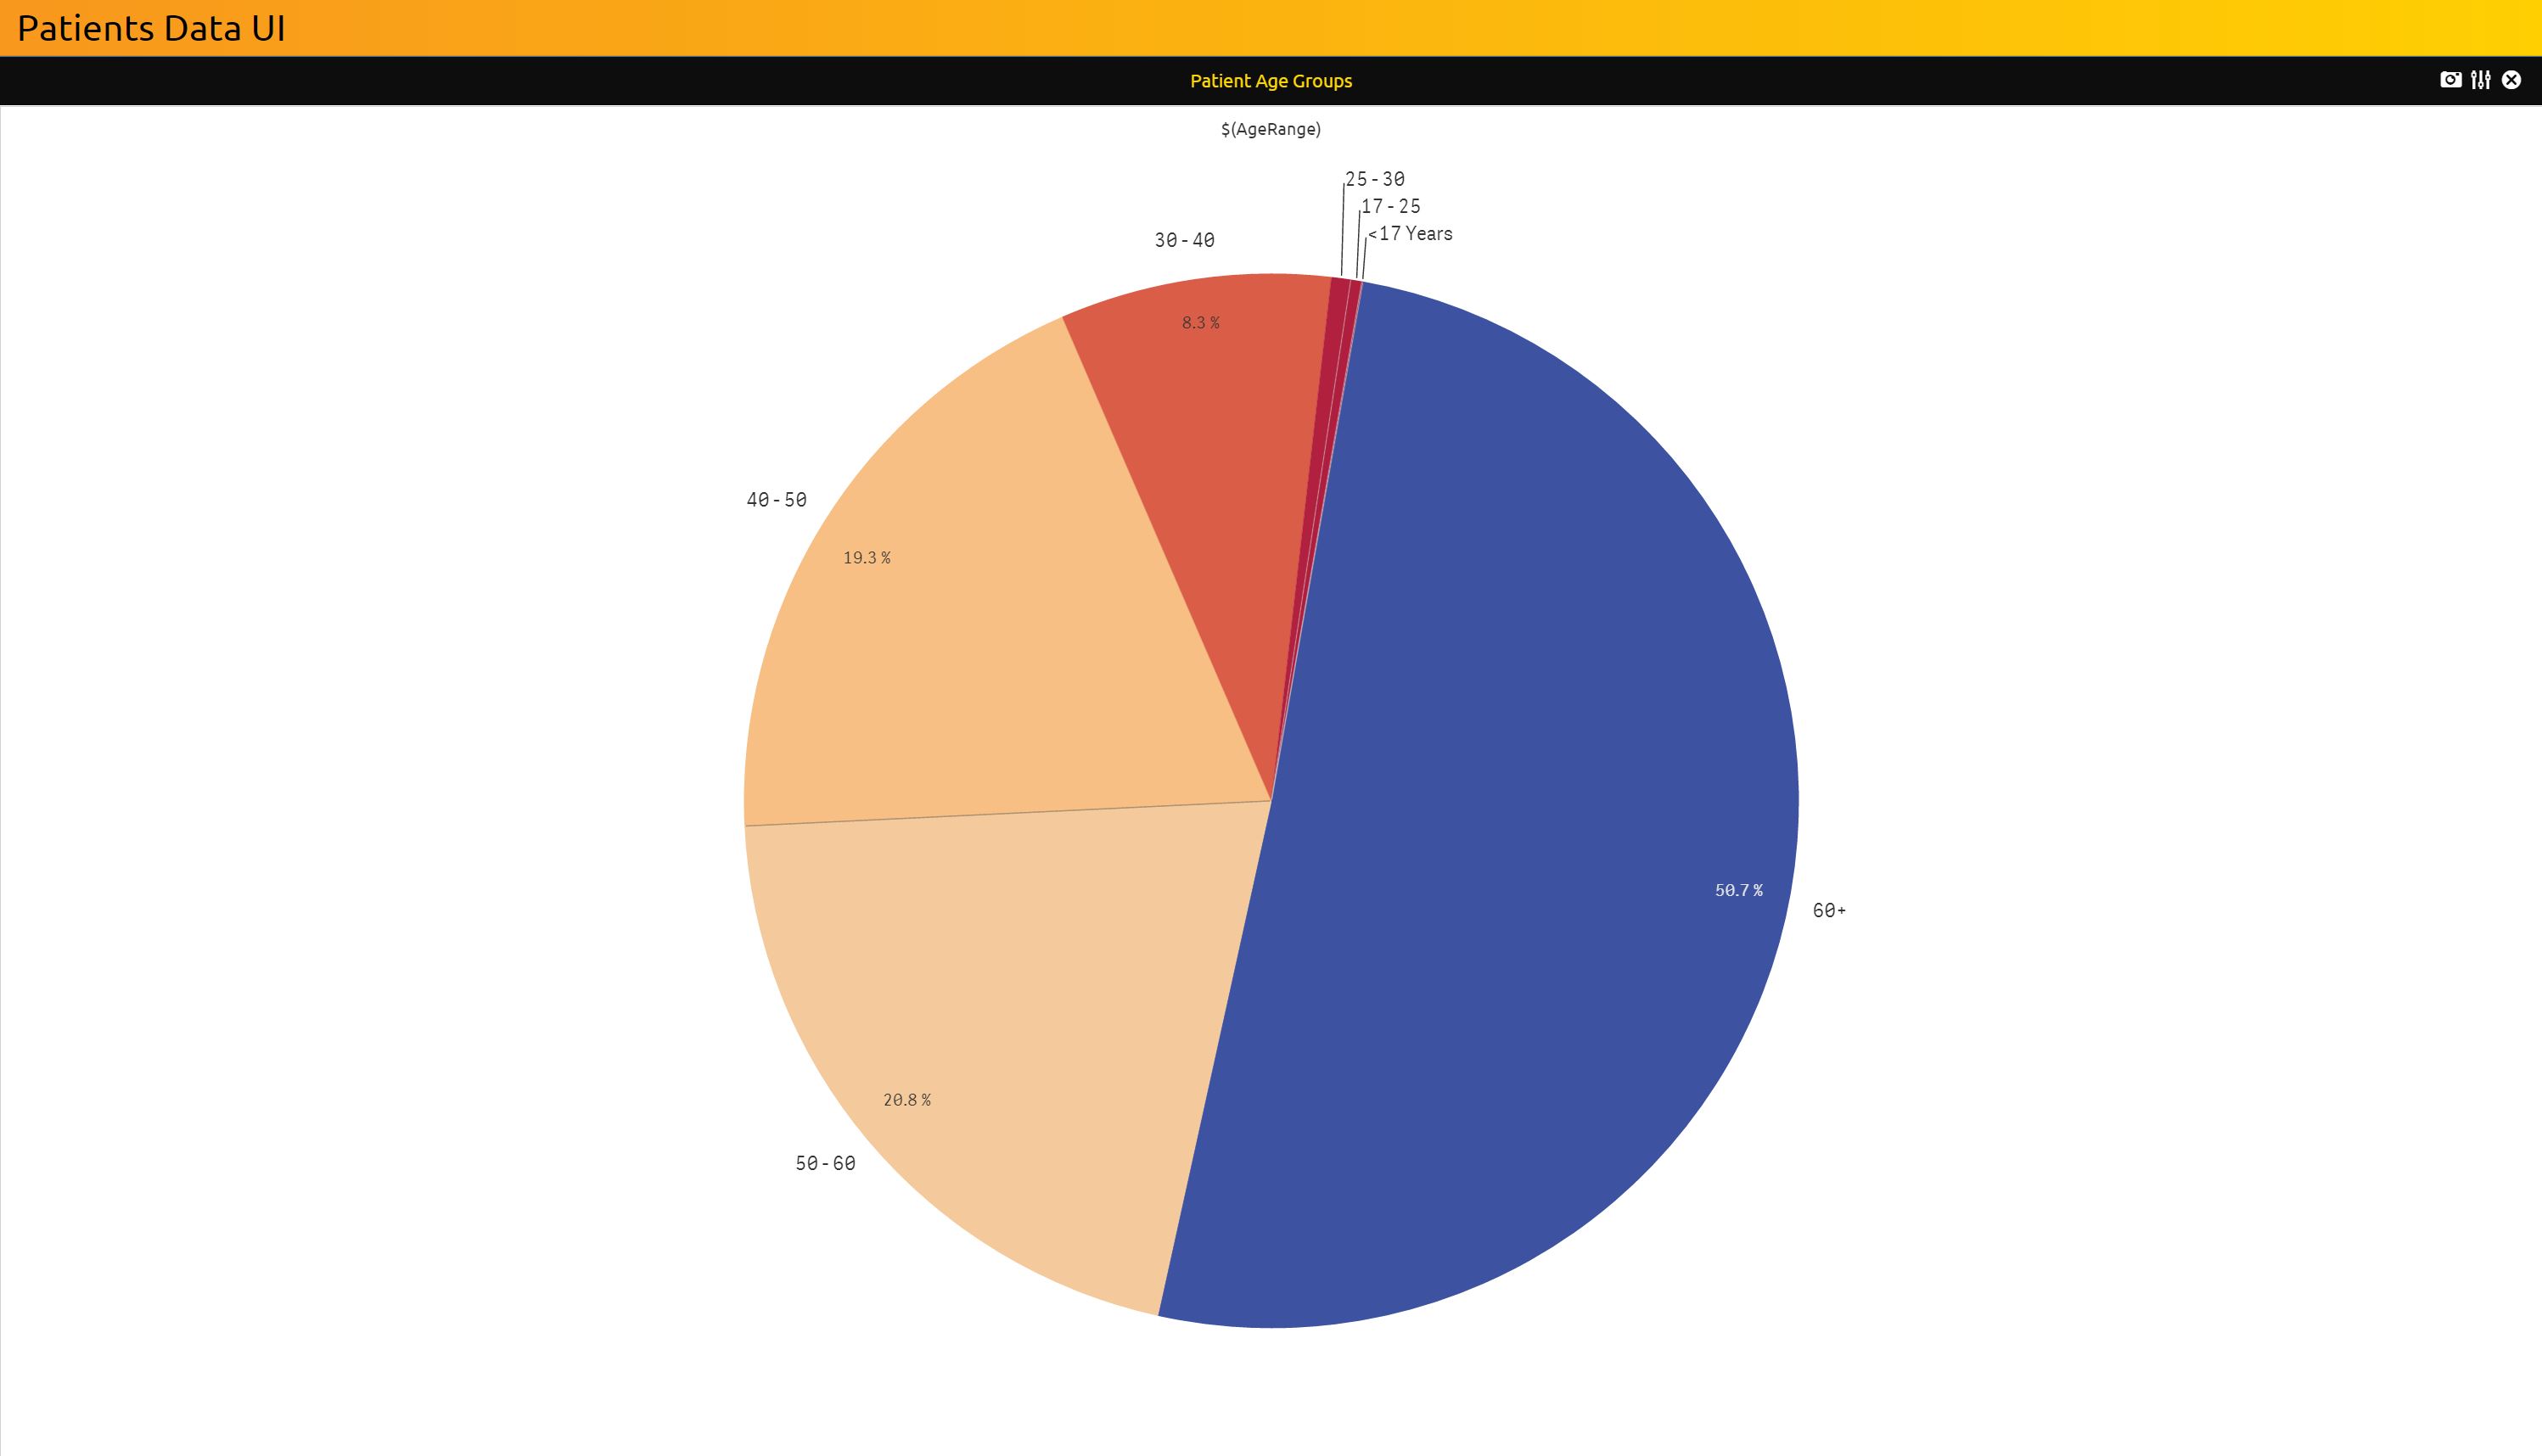 Patients Data UI
Patient Age Groups
$(AgeRange)
25-30
17-25
<17 Years
30-40
8.3 %
40-50
19.3 %
50.7 %
60+
20.8 %
50-60